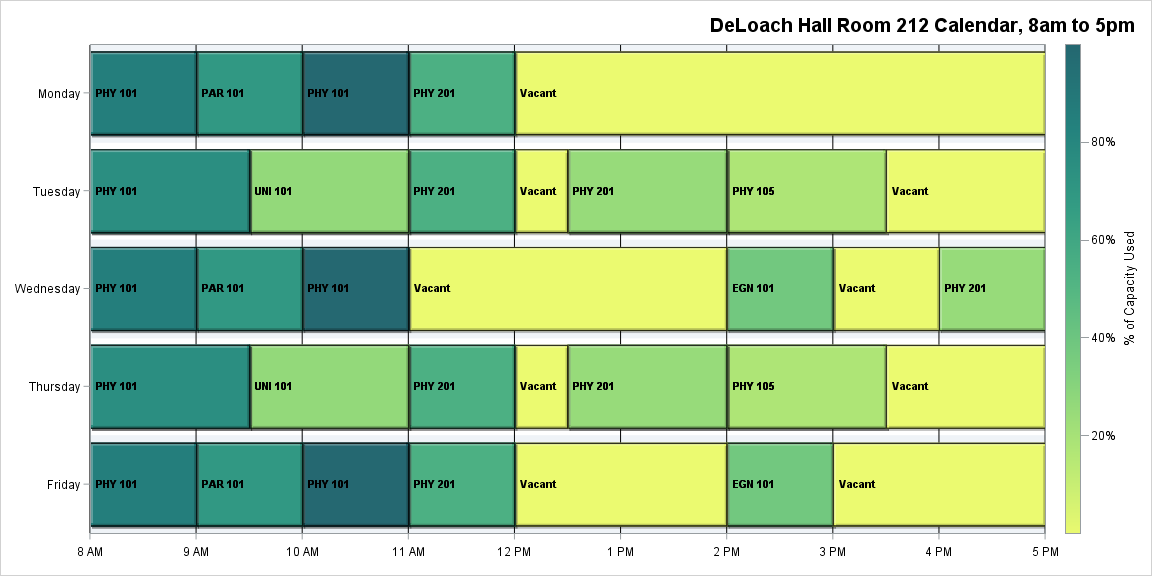 DeLoach Hall Room 212 Calendar, 8am to 5pm
Monday PHY 101 PAR 101 PHY 101 PHY 201 Vacant
Tuesday PHY 101 UNI 101 PHY 201 Vacant PHY 201 PHY 105 Vacant
Wednesday PHY 101 PAR 101 PHY 101 Vacant EGN 101 Vacant PHY 201
Thursday PHY 101 UNI 101 PHY 201 Vacant PHY 201 PHY 105 Vacant
Friday PHY 101 PAR 101 PHY 101 PHY 201 Vacant EGN 101 Vacant
8 AM 9 AM 10 AM 11 AM 12 PM 1 PM 2 PM 3 PM 4 PM 5 PM
80%
60%
40%
20%
% of Capacity Used